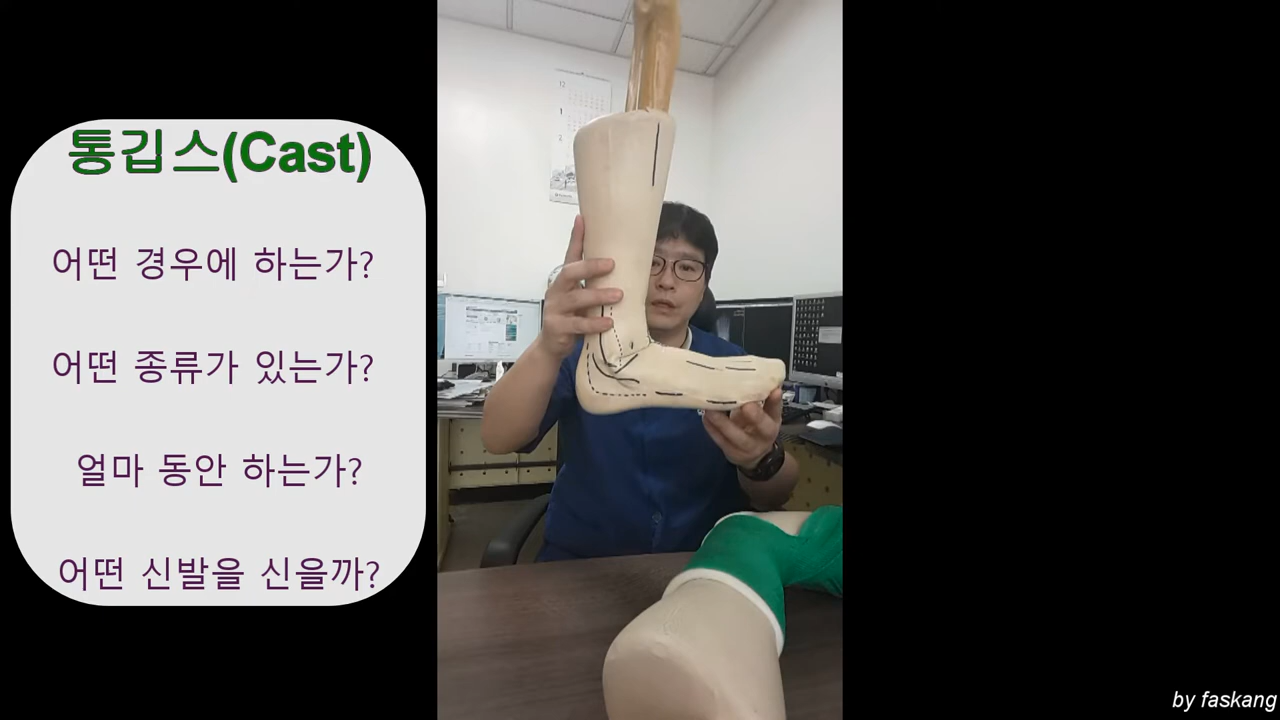 통깁스(Cast)
어떤 경우에 하는가?
어떤 종류가 있는가?
얼마 동안 하는가?
어떤 신발을 신을까?
by faskang